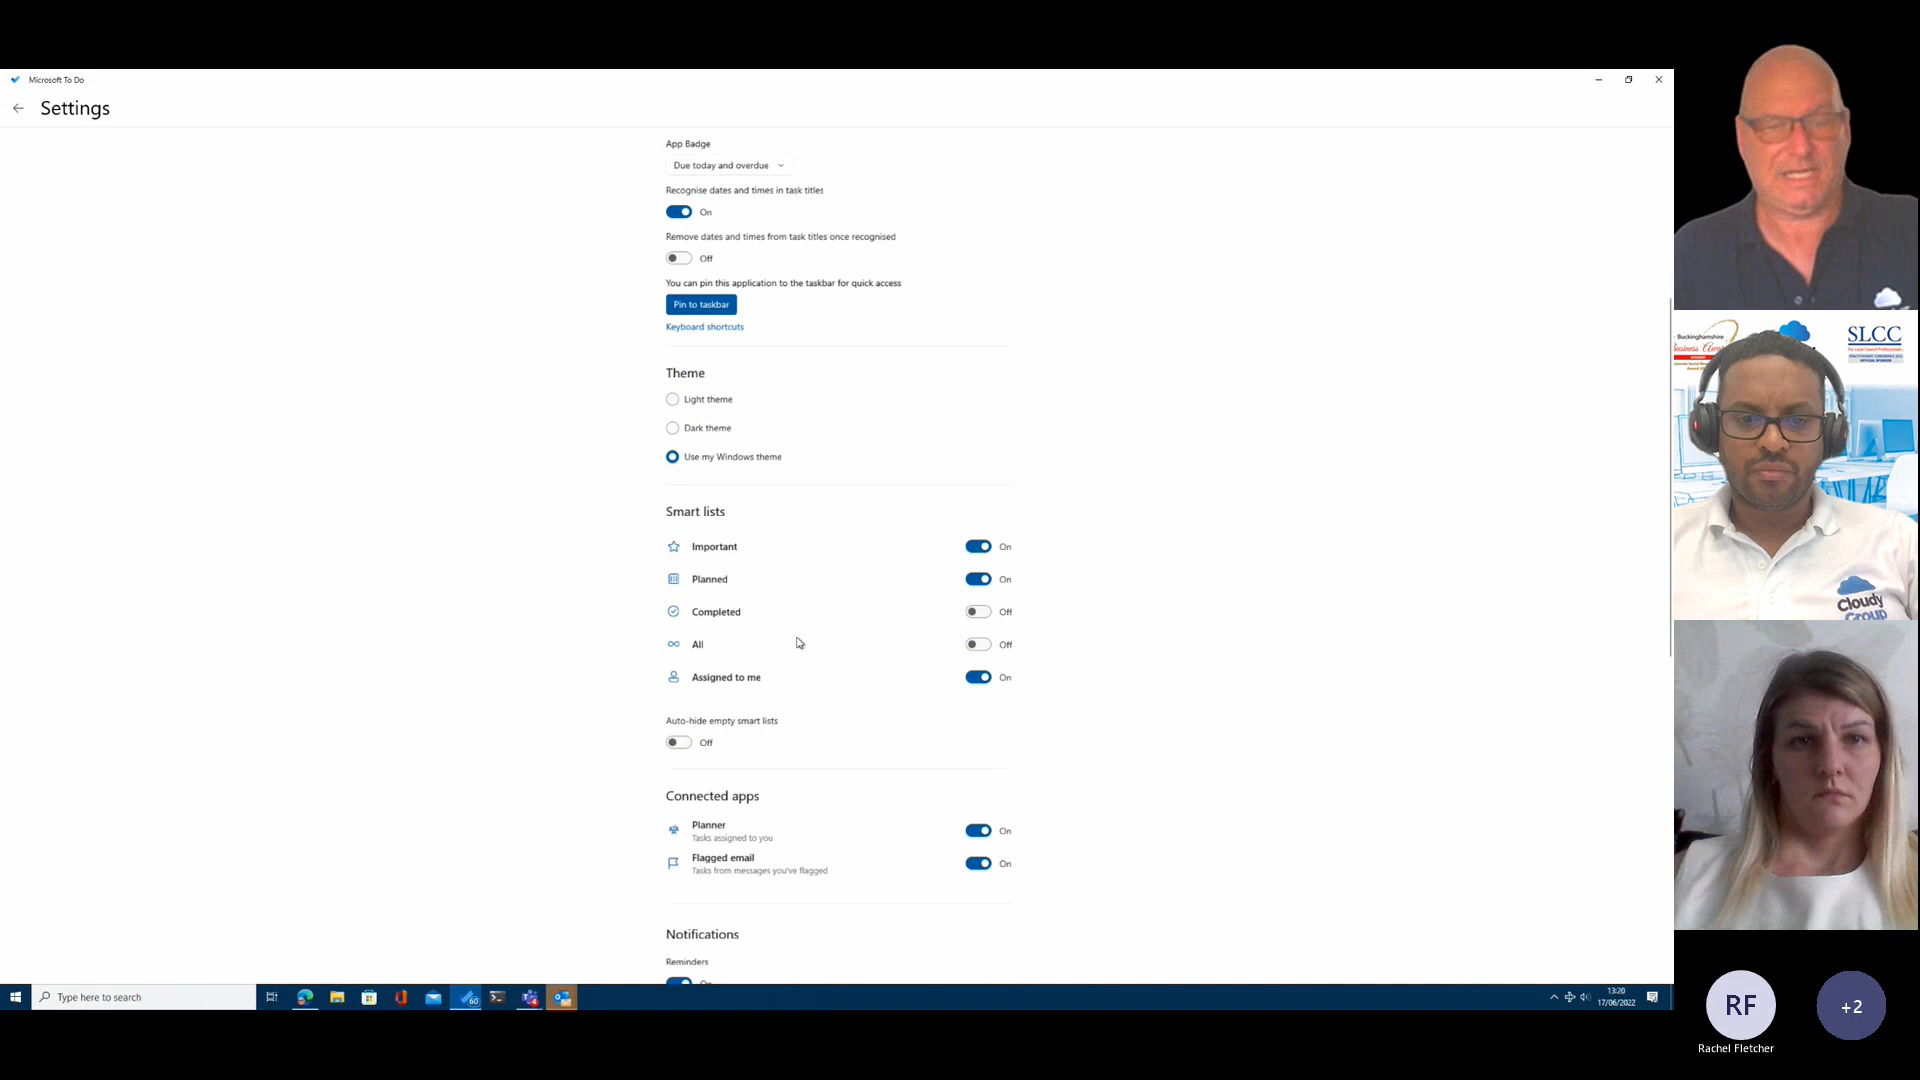 Microsoft To Do
Settings
App Badge
Due today and overdue
Recognise dates and times in task titles
On
Remove dates and times from task titles once recognised
Off
You can pin this application to the taskbar for quick access
Pin to taskbar
Keyboard shortcuts
Theme
Light theme
Dark theme
Use my Windows theme
Smart lists
Important On
Planned On
Completed Off
All Off
Assigned to me On
Auto-hide empty smart lists
Off
Connected apps
Planner
Tasks assigned to you
On
Flagged email
Tasks from messages you've flagged
On
Notifications
Reminders
On
Type here to search
60
13:20
17/06/2022
Buckinghamshire
SLCC
Cloudy
Group
RF
+2
Rachel Fletcher